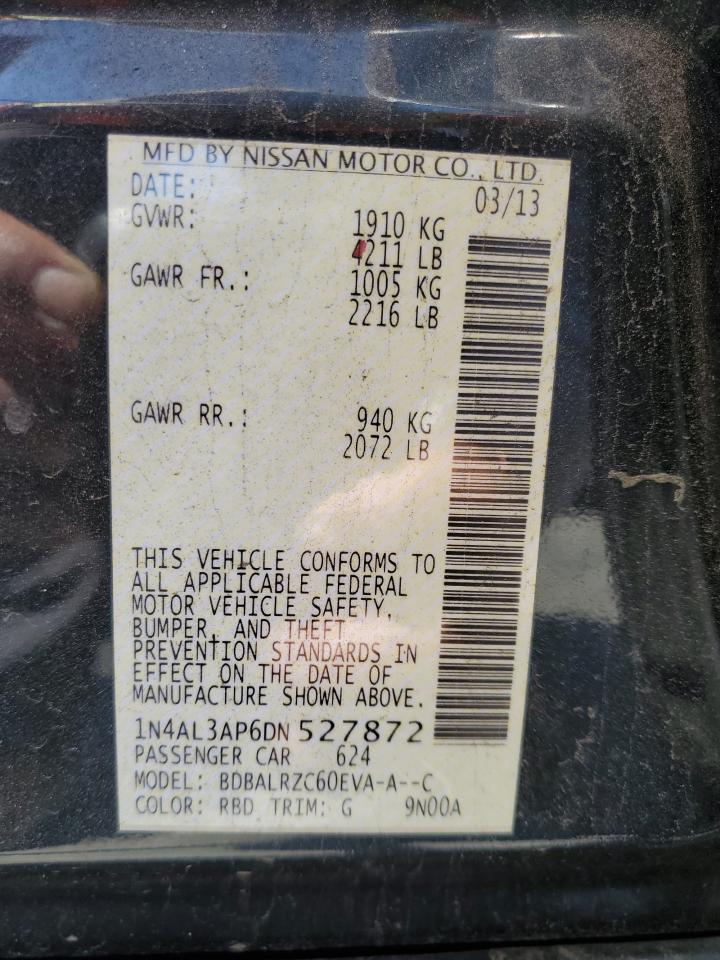 MFD BY NISSAN MOTOR CO., LTD.
DATE: 03/13
GVWR: 1910 KG
4211 LB
GAWR FR.: 1005 KG
2216 LB
GAWR RR.: 940 KG
2072 LB
THIS VEHICLE CONFORMS TO
ALL APPLICABLE FEDERAL
MOTOR VEHICLE SAFETY,
BUMPER, AND THEFT
PREVENTION STANDARDS IN
EFFECT ON THE DATE OF
MANUFACTURE SHOWN ABOVE.
1N4AL3AP6DN 527872
PASSENGER CAR 624
MODEL: BDBALRZC60EVA-A--C
COLOR: RBD TRIM: G 9N00A